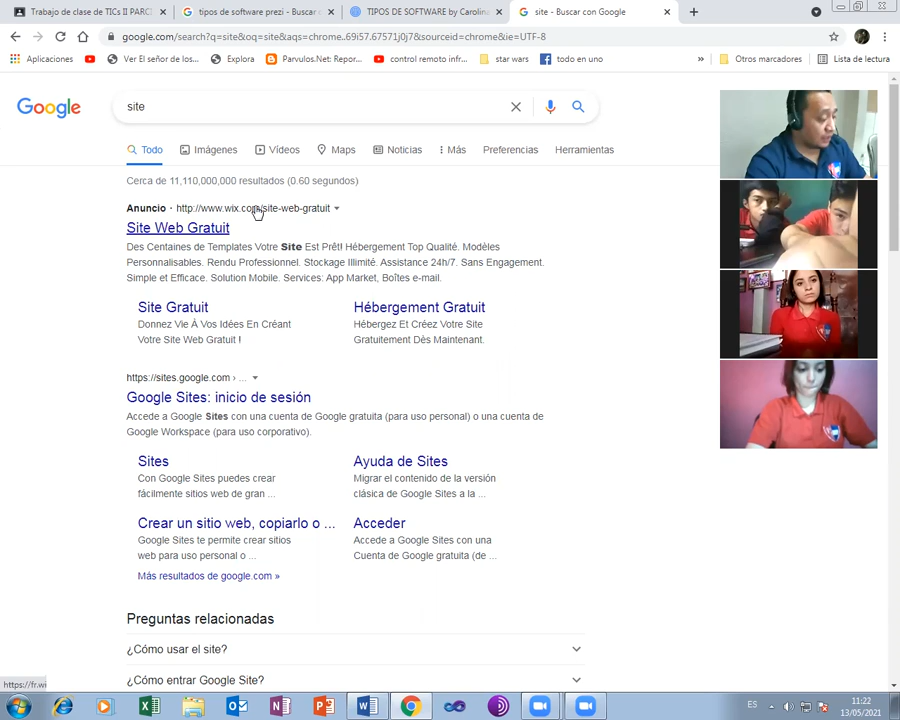 Trabajo de clase de TICs II PARCI
tipos de software prezi - Buscar c
TIPOS DE SOFTWARE by Carolina
site - Buscar con Google
google.com/search?q=site&oq=site&aqs=chrome..69i57.67571j0j7&sourceid=chrome&ie=UTF-8
Aplicaciones
Ver El señor de los...
Explora
Parvulos.Net: Repor...
control remoto infr...
star wars
todo en uno
»
Otros marcadores
Lista de lectura
Google
site
Todo
Imágenes
Vídeos
Maps
Noticias
Más
Preferencias
Herramientas
Cerca de 11,110,000,000 resultados (0.60 segundos)
Anuncio · http://www.wix.com/site-web-gratuit
Site Web Gratuit
Des Centaines de Templates Votre Site Est Prêt! Hébergement Top Qualité. Modèles
Personnalisables. Rendu Professionnel. Stockage Illimité. Assistance 24h/7. Sans Engagement.
Simple et Efficace. Solution Mobile. Services: App Market, Boîtes e-mail.
Site Gratuit
Donnez Vie À Vos Idées En Créant
Votre Site Web Gratuit !
Hébergement Gratuit
Hébergez Et Créez Votre Site
Gratuitement Dès Maintenant.
https://sites.google.com › ...
Google Sites: inicio de sesión
Accede a Google Sites con una cuenta de Google gratuita (para uso personal) o una cuenta de
Google Workspace (para uso corporativo).
Sites
Con Google Sites puedes crear
fácilmente sitios web de gran ...
Ayuda de Sites
Migrar el contenido de la versión
clásica de Google Sites a la ...
Crear un sitio web, copiarlo o ...
Google Sites te permite crear sitios
web para uso personal o ...
Acceder
Accede a Google Sites con una
Cuenta de Google gratuita (de ...
Más resultados de google.com »
Preguntas relacionadas
¿Cómo usar el site?
¿Cómo entrar Google Site?
https://fr.wi
ES
11:22
13/05/2021